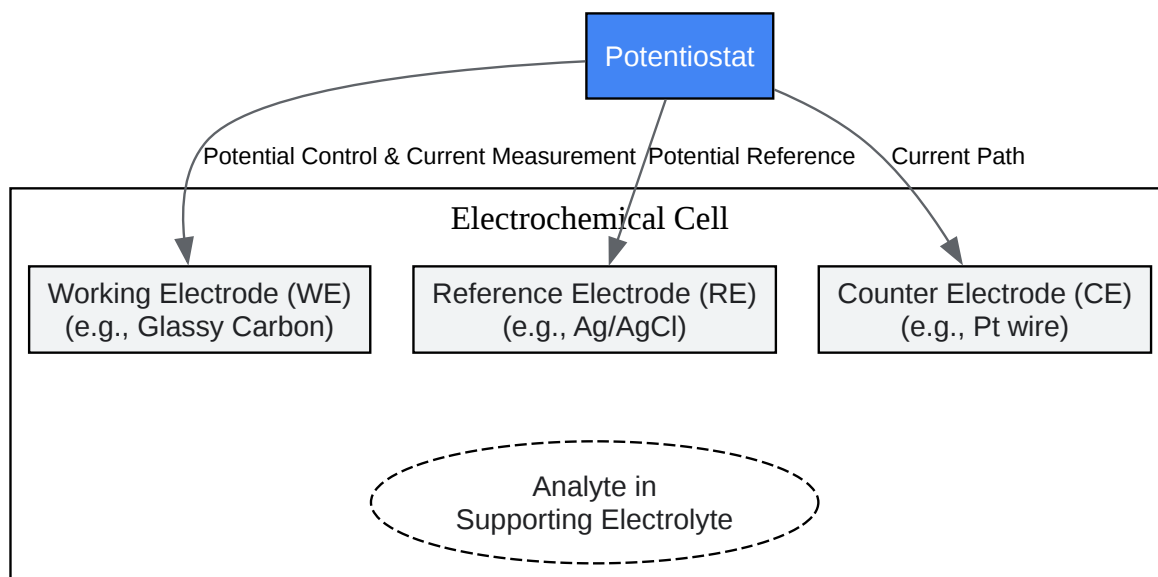 Potentiostat
Potential Control & Current Measurement
Potential Reference
Current Path
Electrochemical Cell
Working Electrode (WE)
(e.g., Glassy Carbon)
Reference Electrode (RE)
(e.g., Ag/AgCl)
Counter Electrode (CE)
(e.g., Pt wire)
Analyte in
Supporting Electrolyte